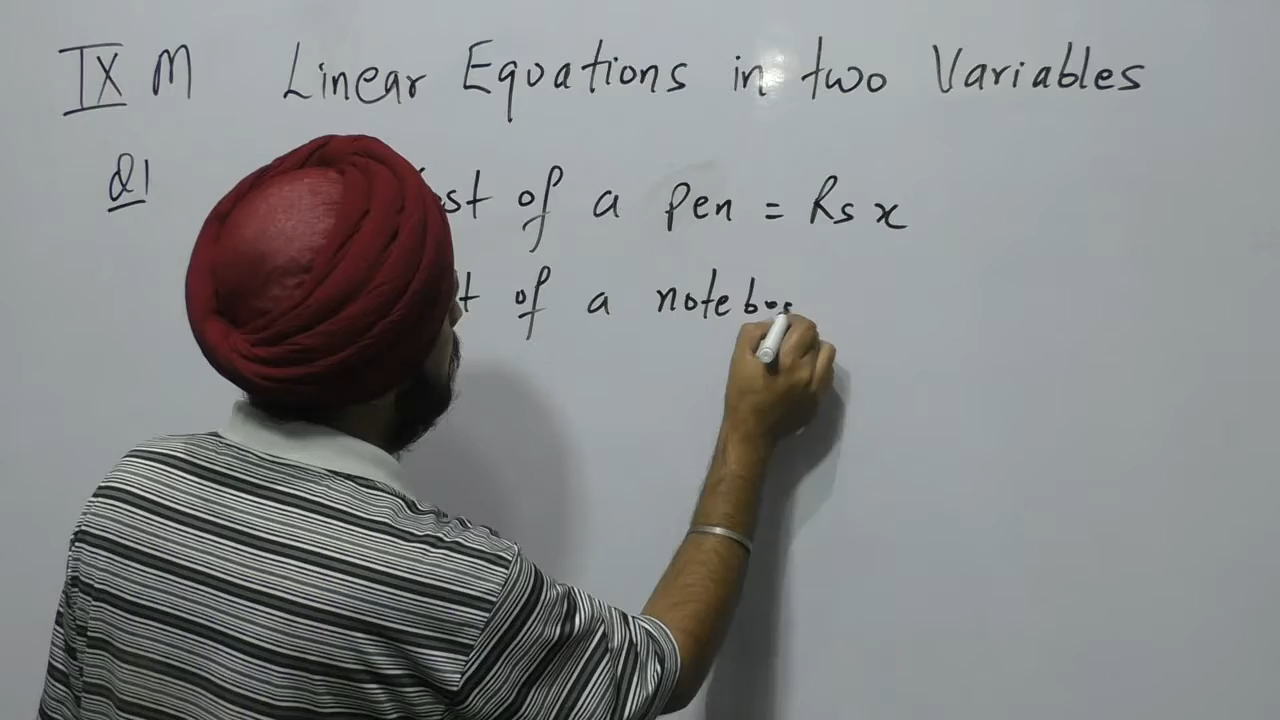 IX M Linear Equations in two Variables
Q1 of a pen = Rs x
of a